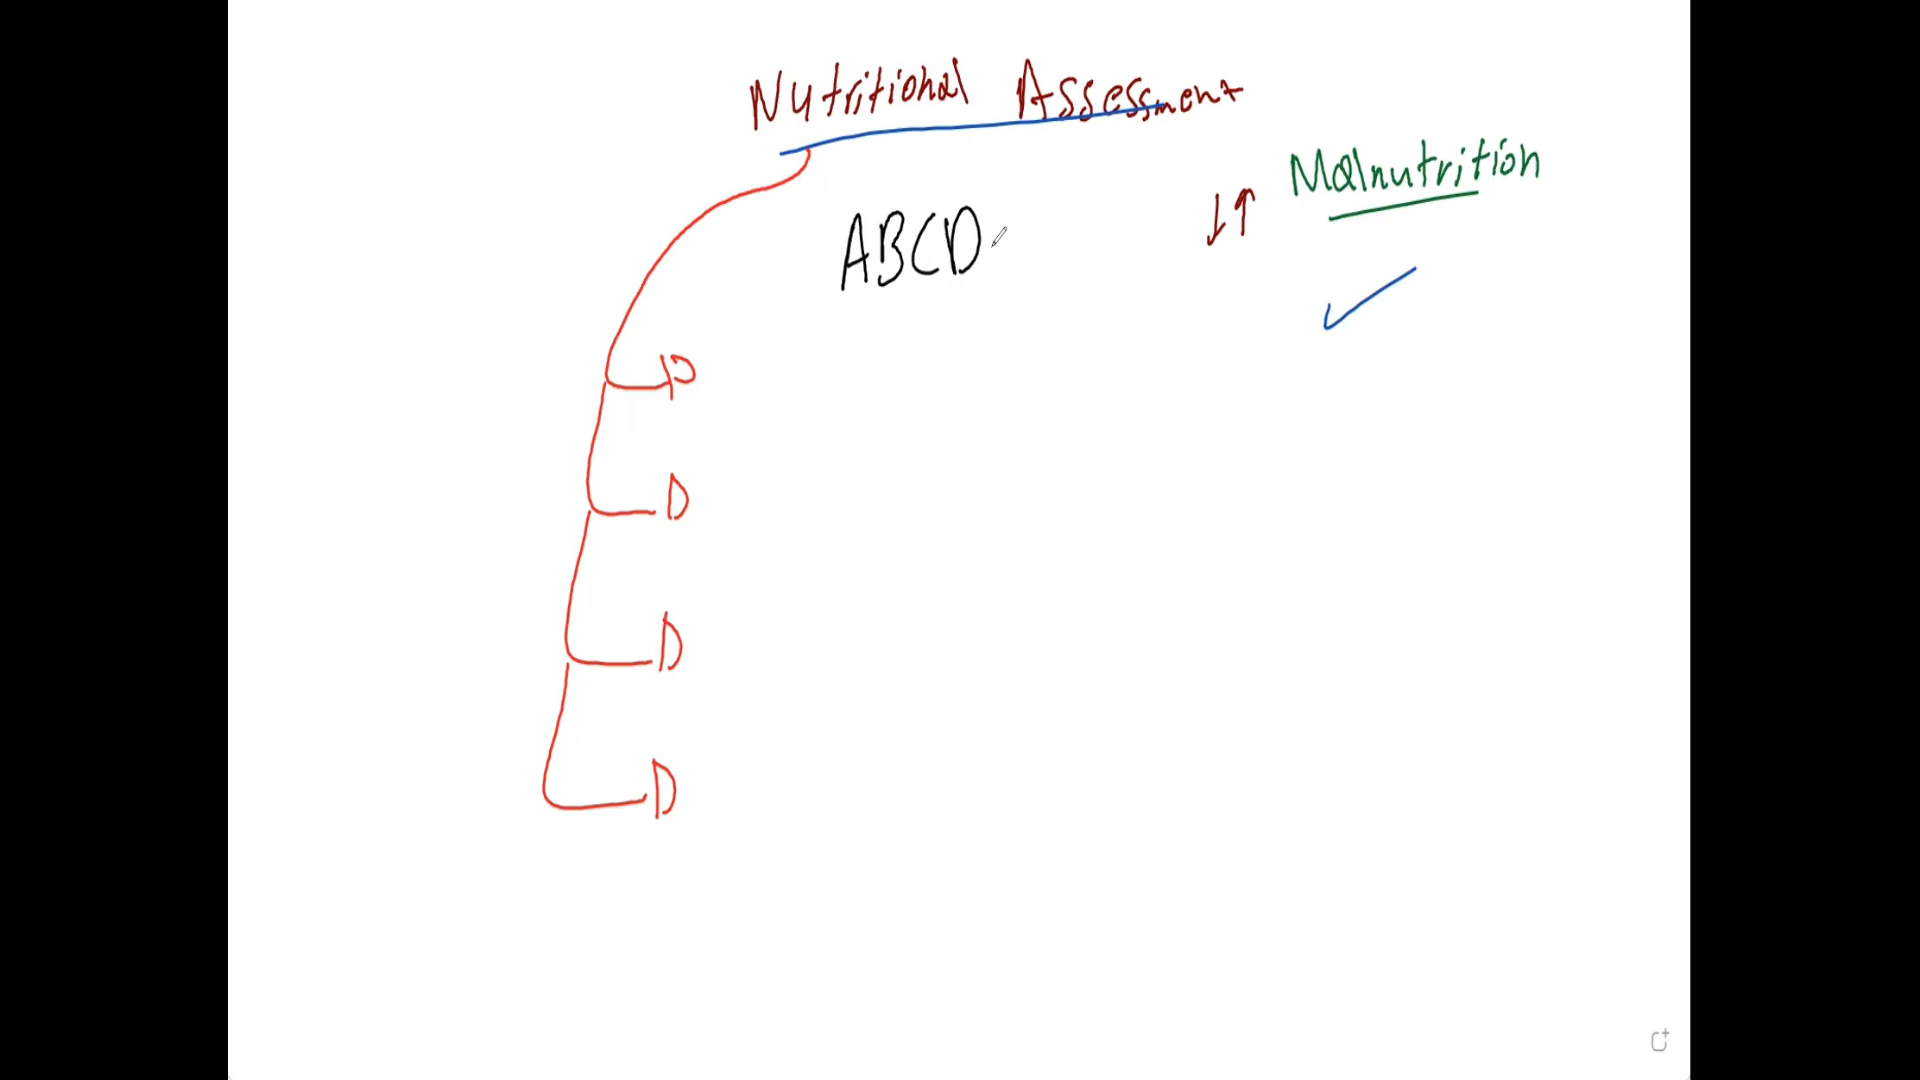 Nutritional Assessment
Malnutrition
↓↑
ABCD
D
D
D
D